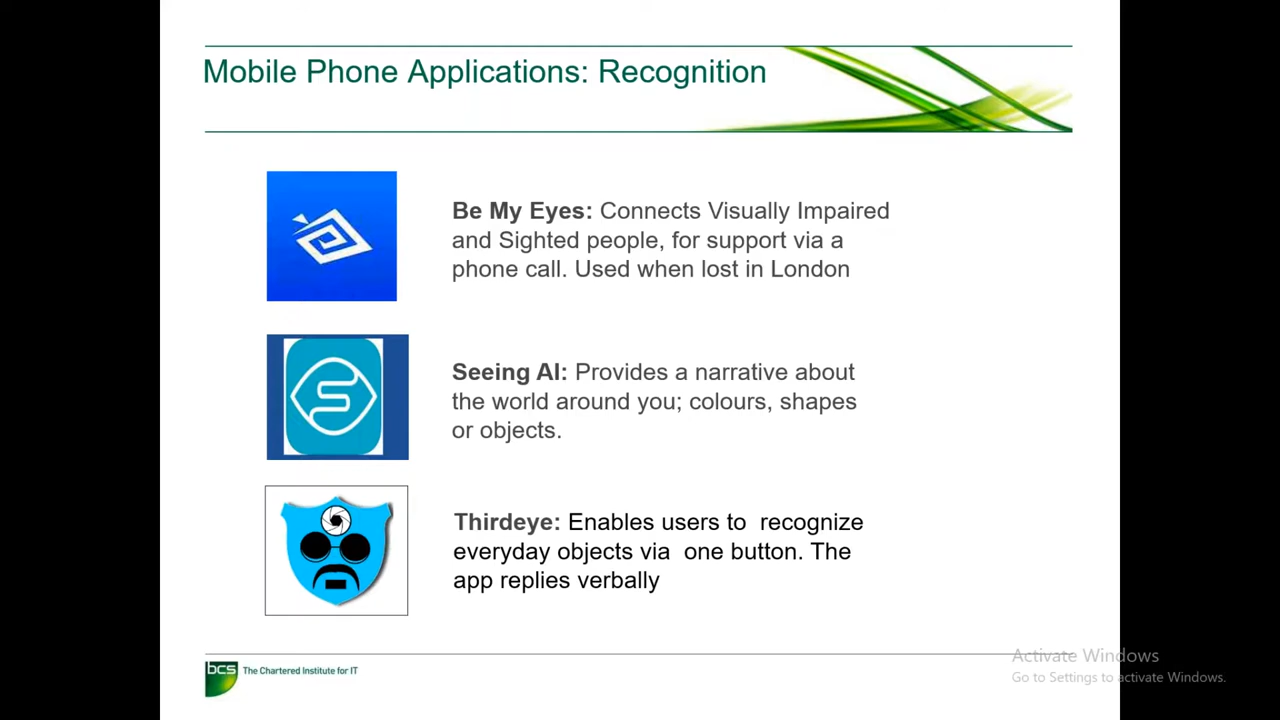 Mobile Phone Applications: Recognition
Be My Eyes: Connects Visually Impaired
and Sighted people, for support via a
phone call. Used when lost in London
Seeing AI: Provides a narrative about
the world around you; colours, shapes
or objects.
Thirdeye: Enables users to  recognize
everyday objects via  one button. The
app replies verbally
bcs The Chartered Institute for IT
Activate Windows
Go to Settings to activate Windows.